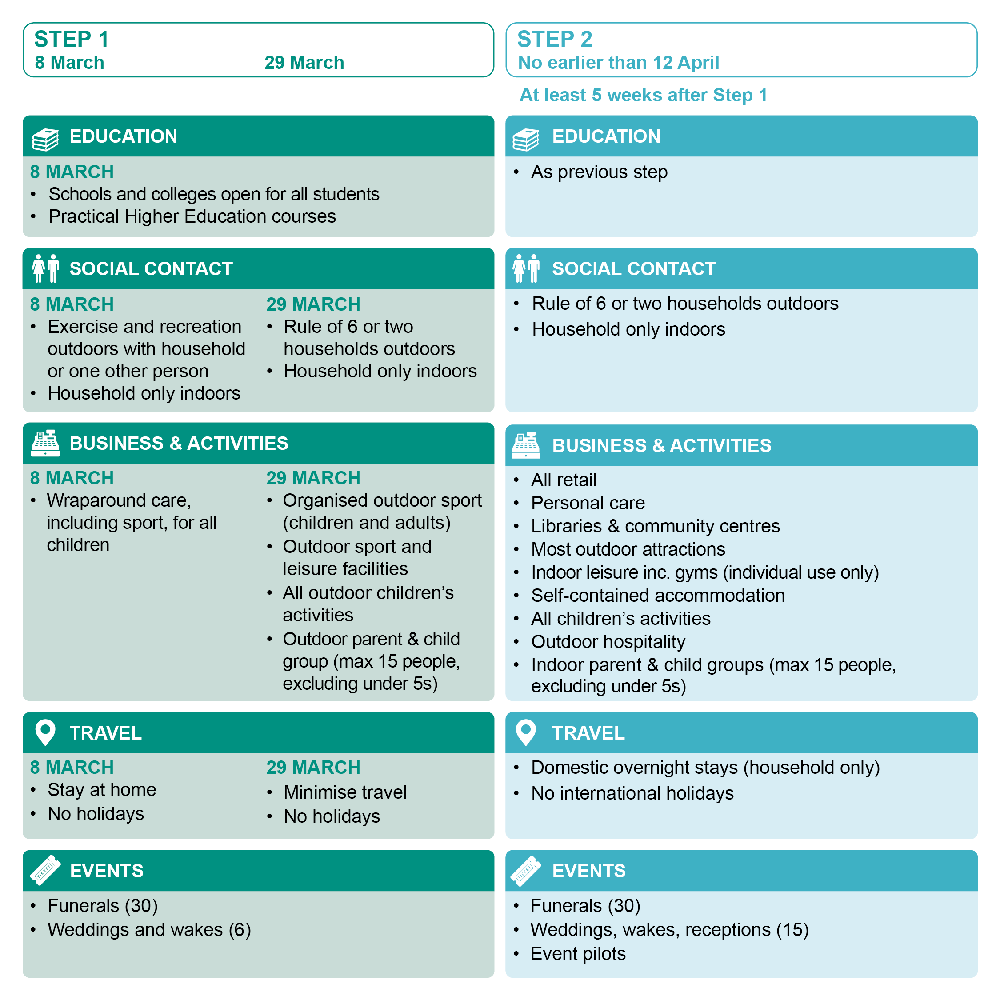 STEP 1
8 March
29 March
STEP 2
No earlier than 12 April
At least 5 weeks after Step 1
EDUCATION
8 MARCH
• Schools and colleges open for all students
• Practical Higher Education courses
EDUCATION
• As previous step
SOCIAL CONTACT
8 MARCH
• Exercise and recreation
outdoors with household
or one other person
• Household only indoors
29 MARCH
• Rule of 6 or two
households outdoors
• Household only indoors
SOCIAL CONTACT
• Rule of 6 or two households outdoors
• Household only indoors
BUSINESS & ACTIVITIES
8 MARCH
• Wraparound care,
including sport, for all
children
29 MARCH
• Organised outdoor sport
(children and adults)
• Outdoor sport and
leisure facilities
• All outdoor children’s
activities
• Outdoor parent & child
group (max 15 people,
excluding under 5s)
BUSINESS & ACTIVITIES
• All retail
• Personal care
• Libraries & community centres
• Most outdoor attractions
• Indoor leisure inc. gyms (individual use only)
• Self-contained accommodation
• All children’s activities
• Outdoor hospitality
• Indoor parent & child groups (max 15 people,
excluding under 5s)
TRAVEL
8 MARCH
• Stay at home
• No holidays
29 MARCH
• Minimise travel
• No holidays
TRAVEL
• Domestic overnight stays (household only)
• No international holidays
TICKET
EVENTS
• Funerals (30)
• Weddings and wakes (6)
TICKET
EVENTS
• Funerals (30)
• Weddings, wakes, receptions (15)
• Event pilots